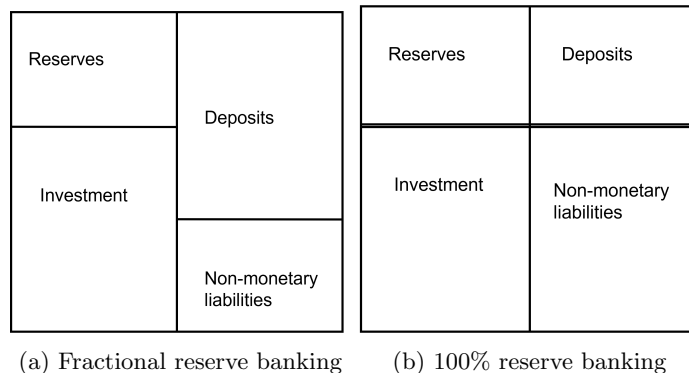 Reserves
Deposits
Investment
Non-monetary
liabilities
(a) Fractional reserve banking
Reserves
Deposits
Investment
Non-monetary
liabilities
(b) 100% reserve banking